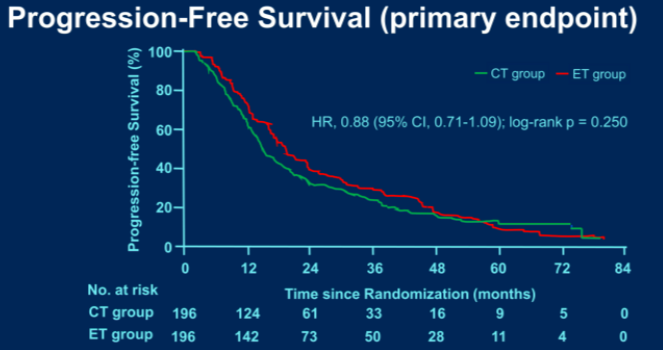 Progression-Free Survival (primary endpoint)
Progression-free Survival (%)
100
80
60
40
20
0
CT group ET group
HR, 0.88 (95% CI, 0.71-1.09); log-rank p = 0.250
0 12 24 36 48 60 72 84
No. at risk Time since Randomization (months)
CT group 196 124 61 33 16 9 5 0
ET group 196 142 73 50 28 11 4 0